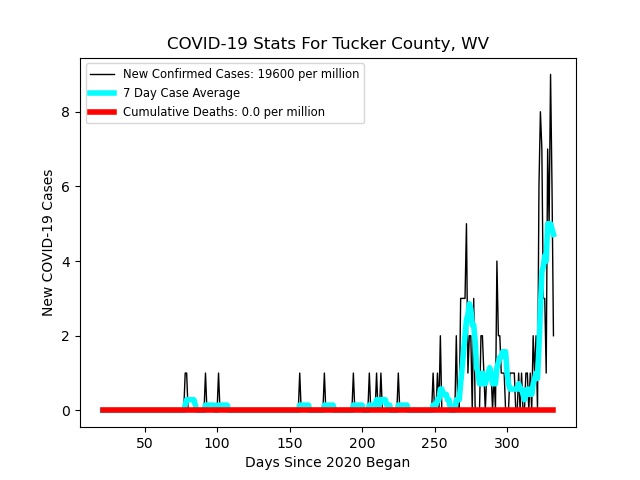 COVID-19 Stats For Tucker County, WV
New Confirmed Cases: 19600 per million
7 Day Case Average
Cumulative Deaths: 0.0 per million
New COVID-19 Cases
8
6
4
2
0
50 100 150 200 250 300
Days Since 2020 Began